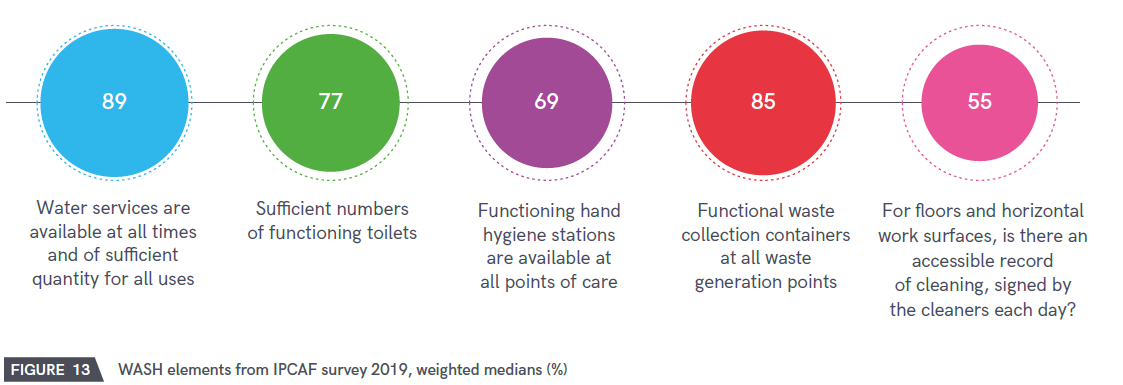 89
77
69
85
55
Water services are
available at all times
and of sufficient
quantity for all uses
Sufficient numbers
of functioning toilets
Functioning hand
hygiene stations
are available at
all points of care
Functional waste
collection containers
at all waste
generation points
For floors and horizontal
work surfaces, is there an
accessible record
of cleaning, signed by
the cleaners each day?
FIGURE 13 WASH elements from IPCAF survey 2019, weighted medians (%)